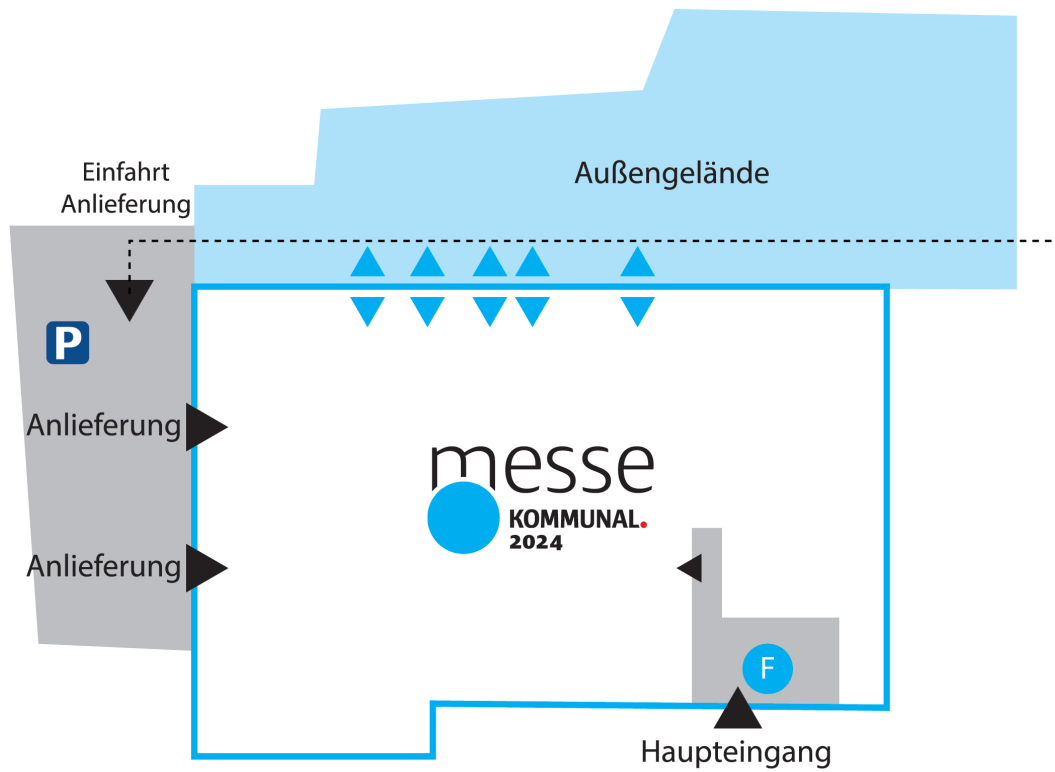 Außengelände
Einfahrt
Anlieferung
P
Anlieferung
messe
KOMMUNAL.
2024
Anlieferung
F
Haupteingang